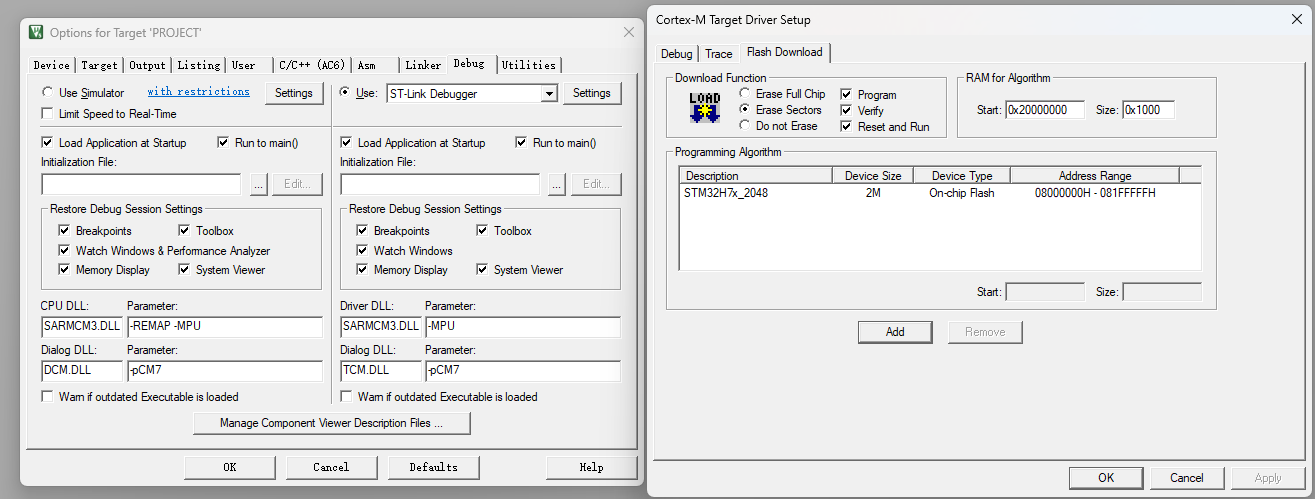 Options for Target 'PROJECT'
Device Target Output Listing User C/C++ (AC6) Asm Linker Debug Utilities
Use Simulator with restrictions Settings
Limit Speed to Real-Time
Load Application at Startup Run to main()
Initialization File:
... Edit...
Restore Debug Session Settings
Breakpoints Toolbox
Watch Windows & Performance Analyzer
Memory Display System Viewer
CPU DLL: Parameter:
SARMCM3.DLL -REMAP -MPU
Dialog DLL: Parameter:
DCM.DLL -pCM7
Warn if outdated Executable is loaded
Use: ST-Link Debugger Settings
Load Application at Startup Run to main()
Initialization File:
... Edit...
Restore Debug Session Settings
Breakpoints Toolbox
Watch Windows
Memory Display System Viewer
Driver DLL: Parameter:
SARMCM3.DLL -MPU
Dialog DLL: Parameter:
TCM.DLL -pCM7
Warn if outdated Executable is loaded
Manage Component Viewer Description Files ...
OK Cancel Defaults Help
Cortex-M Target Driver Setup
Debug Trace Flash Download
Download Function
LOAD
Erase Full Chip Program
Erase Sectors Verify
Do not Erase Reset and Run
RAM for Algorithm
Start: 0x20000000 Size: 0x1000
Programming Algorithm
Description Device Size Device Type Address Range
STM32H7x_2048 2M On-chip Flash 08000000H - 081FFFFFH
Start: Size:
Add Remove
OK Cancel Apply